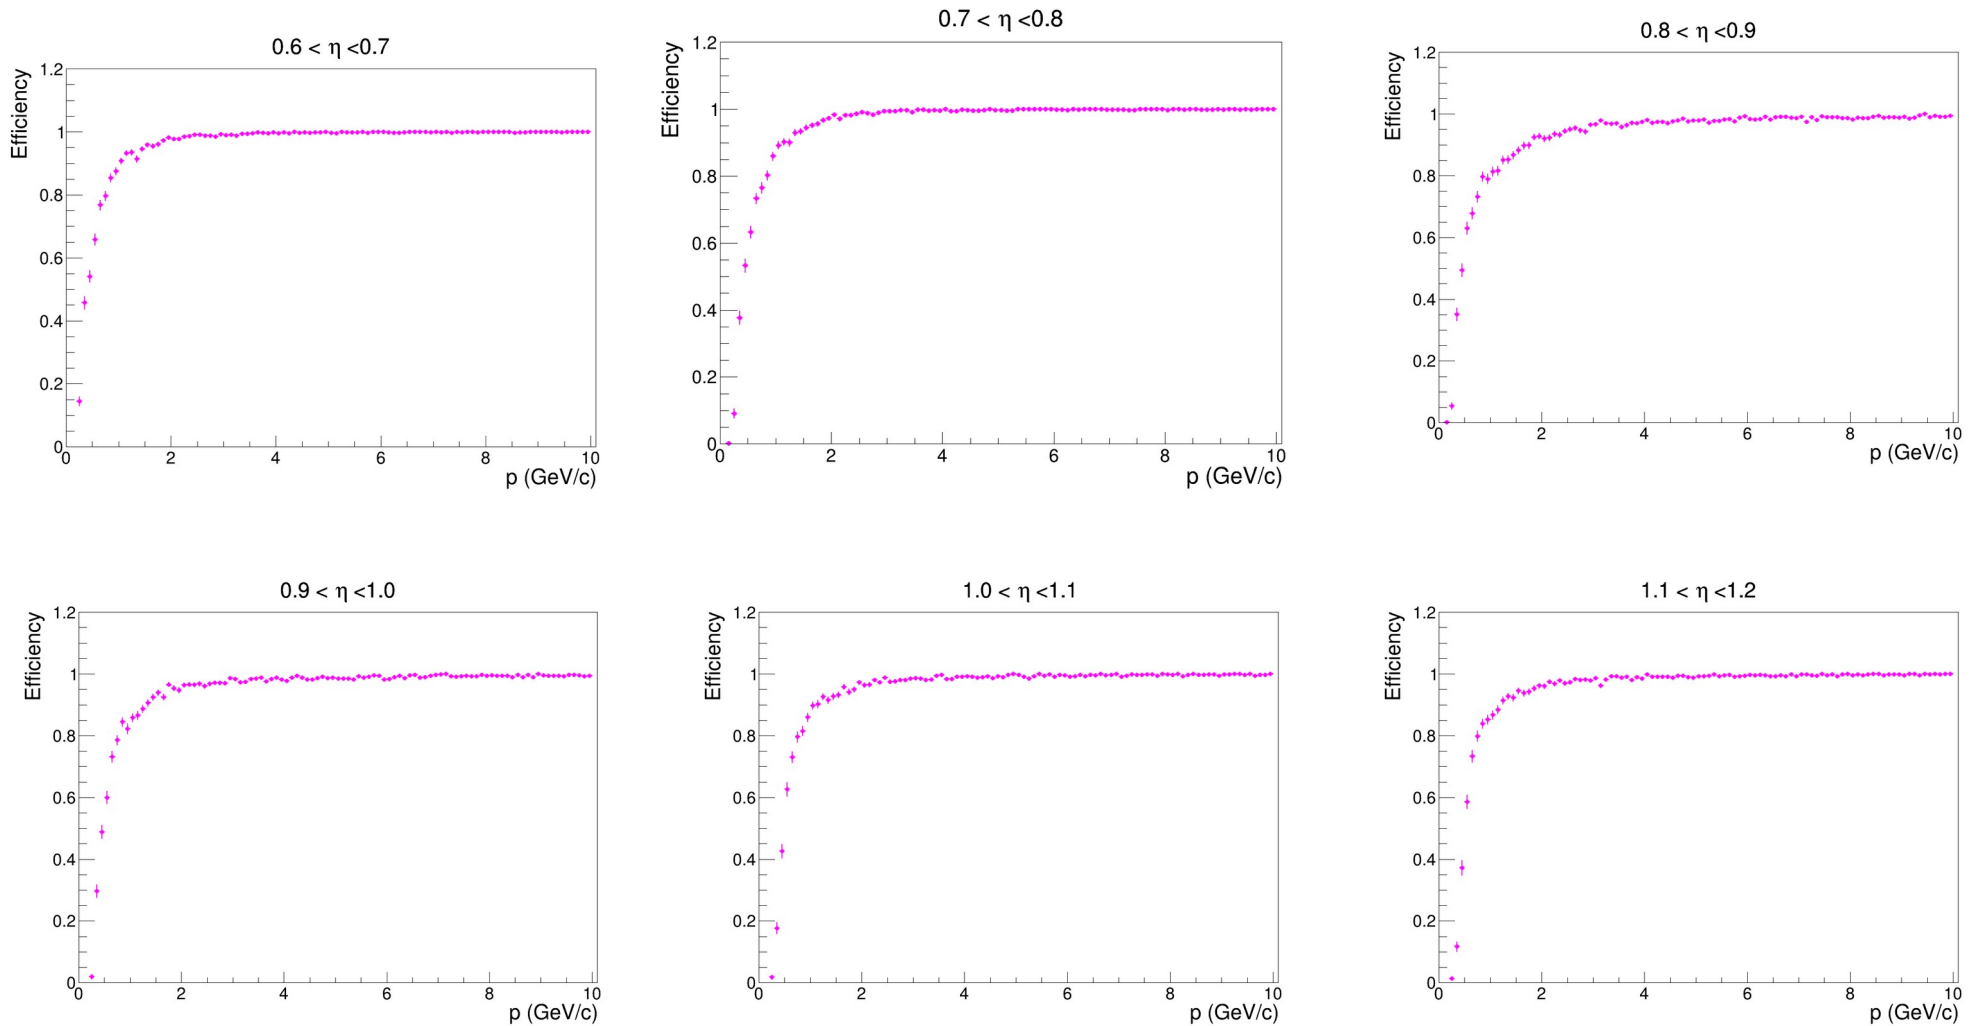 0.6 < η <0.7
Efficiency
1.2
1
0.8
0.6
0.4
0.2
0
0 2 4 6 8 10
p (GeV/c)
0.7 < η <0.8
Efficiency
1.2
1
0.8
0.6
0.4
0.2
0
0 2 4 6 8 10
p (GeV/c)
0.8 < η <0.9
Efficiency
1.2
1
0.8
0.6
0.4
0.2
0
0 2 4 6 8 10
p (GeV/c)
0.9 < η <1.0
Efficiency
1.2
1
0.8
0.6
0.4
0.2
0
0 2 4 6 8 10
p (GeV/c)
1.0 < η <1.1
Efficiency
1.2
1
0.8
0.6
0.4
0.2
0
0 2 4 6 8 10
p (GeV/c)
1.1 < η <1.2
Efficiency
1.2
1
0.8
0.6
0.4
0.2
0
0 2 4 6 8 10
p (GeV/c)